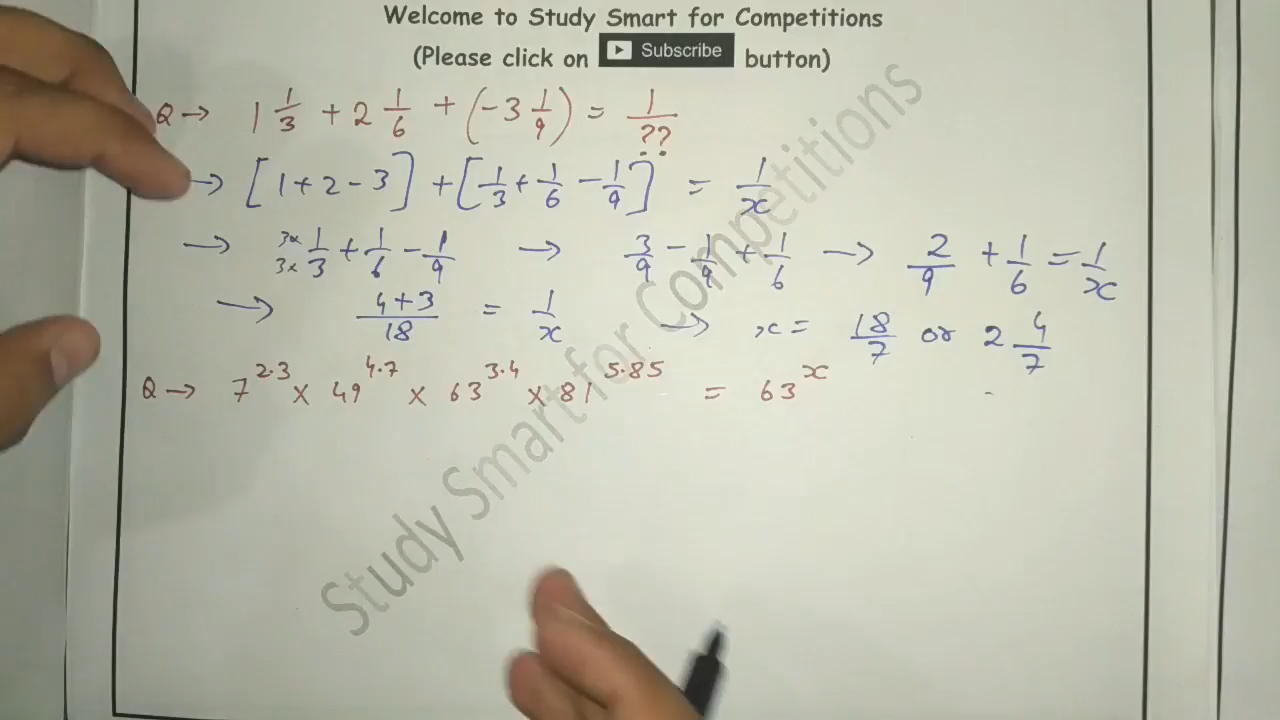 Welcome to Study Smart for Competitions
(Please click on Subscribe button)
Q → 1 1/3 + 2 1/6 + (-3 1/9) = 1/??
→ [1 + 2 - 3] + [1/3 + 1/6 - 1/9] = 1/x
→ 3x/3x 1/3 + 1/6 - 1/9 → 3/9 - 1/9 + 1/6 → 2/9 + 1/6 = 1/x
→ (4+3)/18 = 1/x → x = 18/7 or 2 4/7
Q → 7^2.3 x 49^4.7 x 63^3.4 x 81^5.85 = 63^x
Study Smart for Competitions